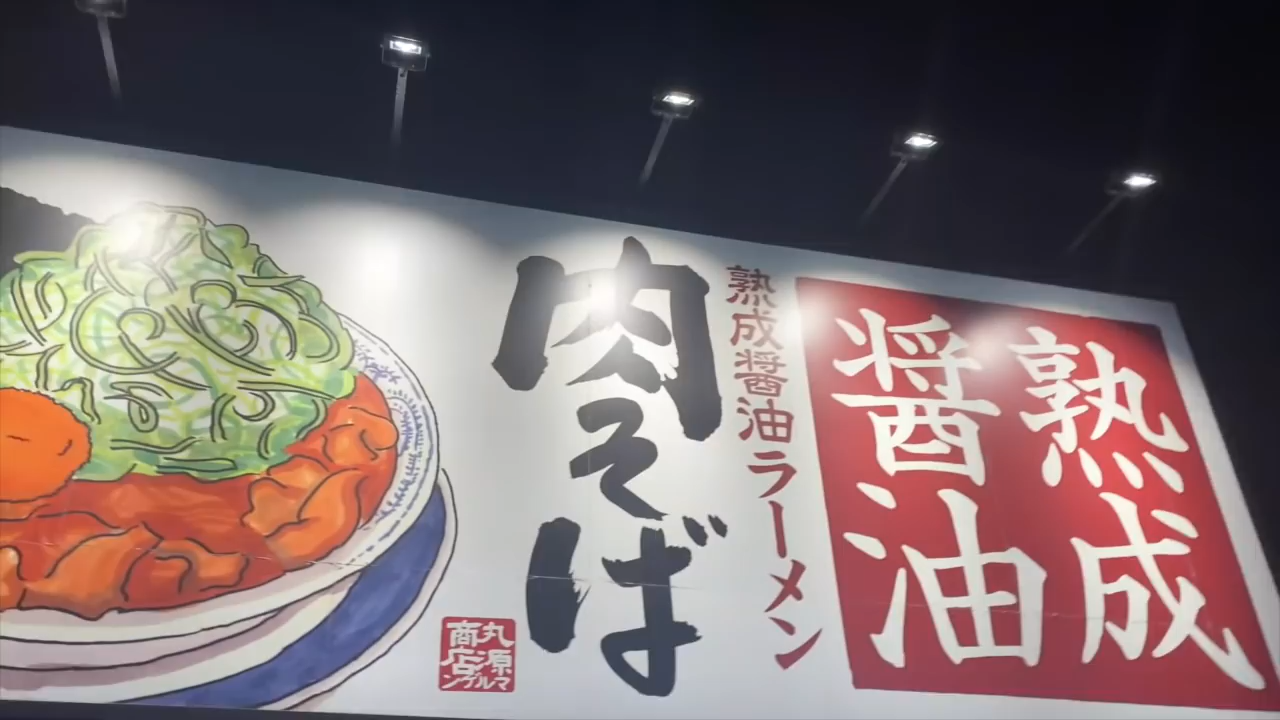 熟成
醤油
熟成醤油ラーメン
肉そば
丸源
商店